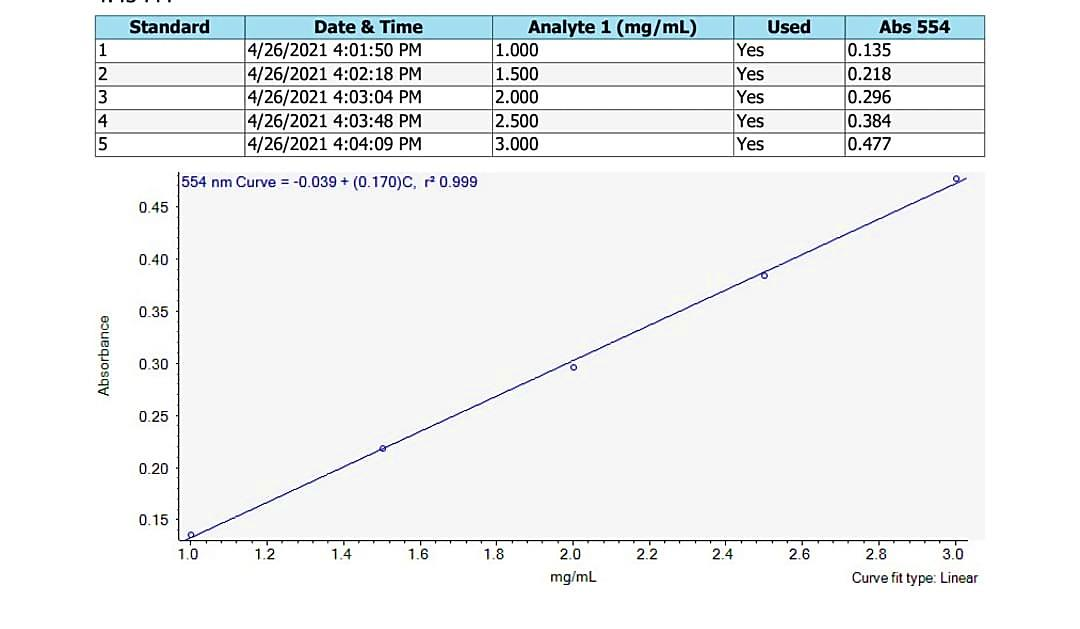 Standard Date & Time Analyte 1 (mg/mL) Used Abs 554
1 4/26/2021 4:01:50 PM 1.000 Yes 0.135
2 4/26/2021 4:02:18 PM 1.500 Yes 0.218
3 4/26/2021 4:03:04 PM 2.000 Yes 0.296
4 4/26/2021 4:03:48 PM 2.500 Yes 0.384
5 4/26/2021 4:04:09 PM 3.000 Yes 0.477
554 nm Curve = -0.039 + (0.170)C, r² 0.999
0.45
0.40
0.35
0.30
0.25
0.20
0.15
Absorbance
1.0 1.2 1.4 1.6 1.8 2.0 2.2 2.4 2.6 2.8 3.0
mg/mL
Curve fit type: Linear